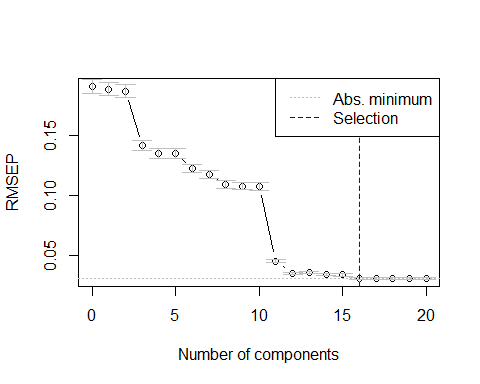 Abs. minimum
Selection
0.15
0.10
0.05
RMSEP
0 5 10 15 20
Number of components